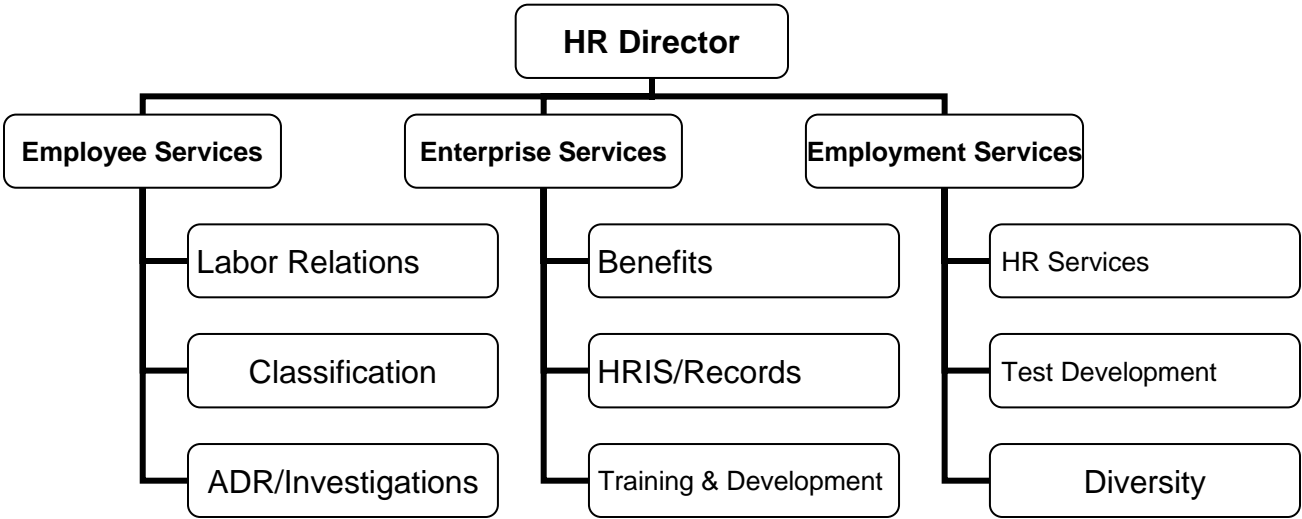 HR Director
Employee Services
Enterprise Services
Employment Services
Labor Relations
Benefits
HR Services
Classification
HRIS/Records
Test Development
ADR/Investigations
Training & Development
Diversity